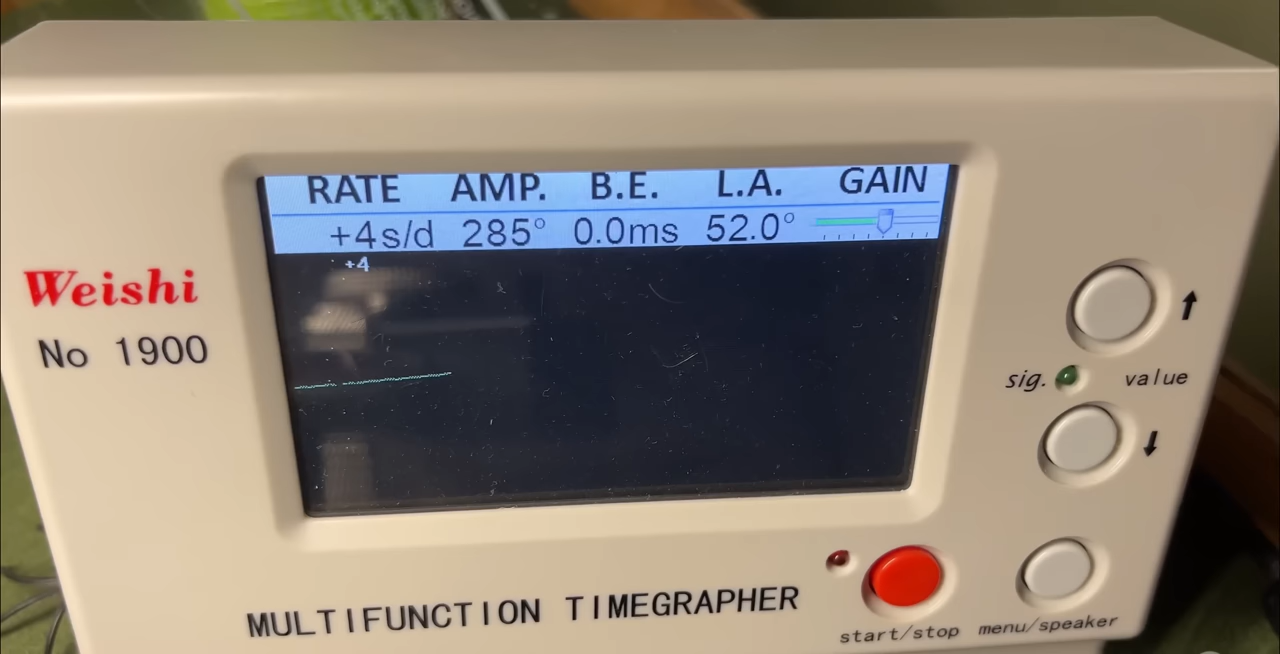 RATE AMP. B.E. L.A. GAIN
+4s/d 285° 0.0ms 52.0°
+4
Weishi
No 1900
sig. value
MULTIFUNCTION TIMEGRAPHER
start/stop menu/speaker